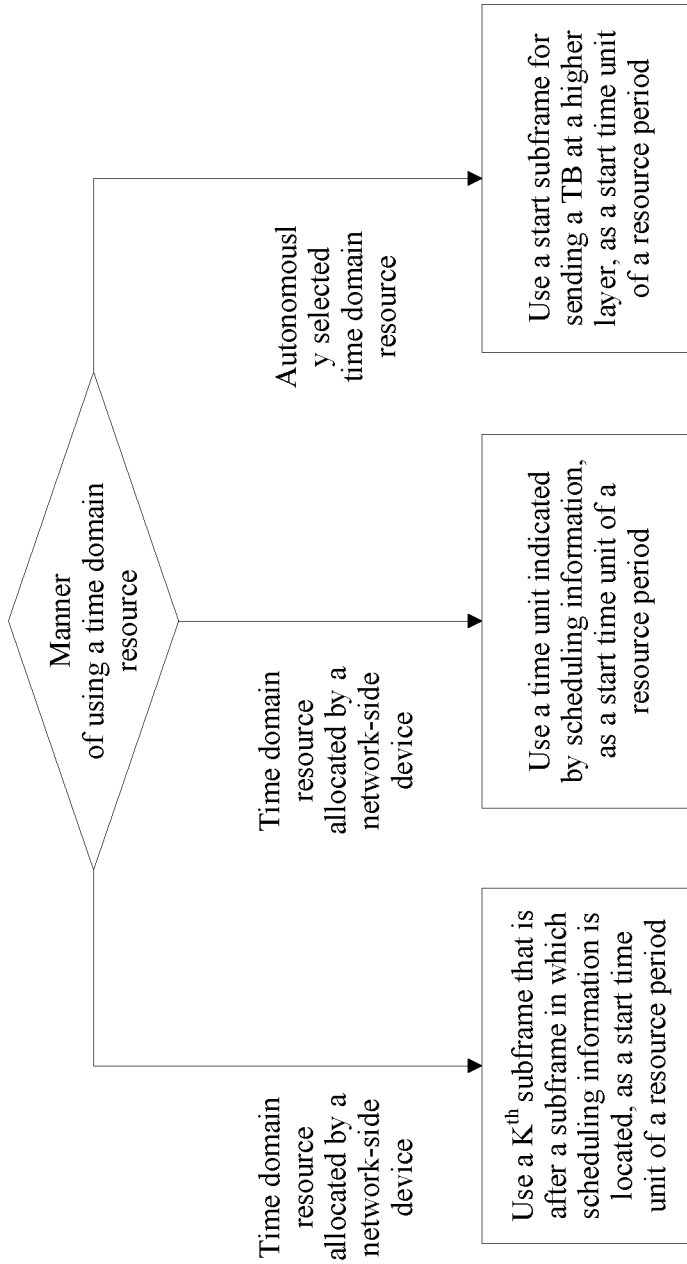 Manner
of using a time domain
resource
Time domain
resource
allocated by a
network-side
device
Time domain
resource
allocated by a
network-side
device
Autonomousl
y selected
time domain
resource
Use a Kth subframe that is
after a subframe in which
scheduling information is
located, as a start time
unit of a resource period
Use a time unit indicated
by scheduling information,
as a start time unit of a
resource period
Use a start subframe for
sending a TB at a higher
layer, as a start time unit
of a resource period